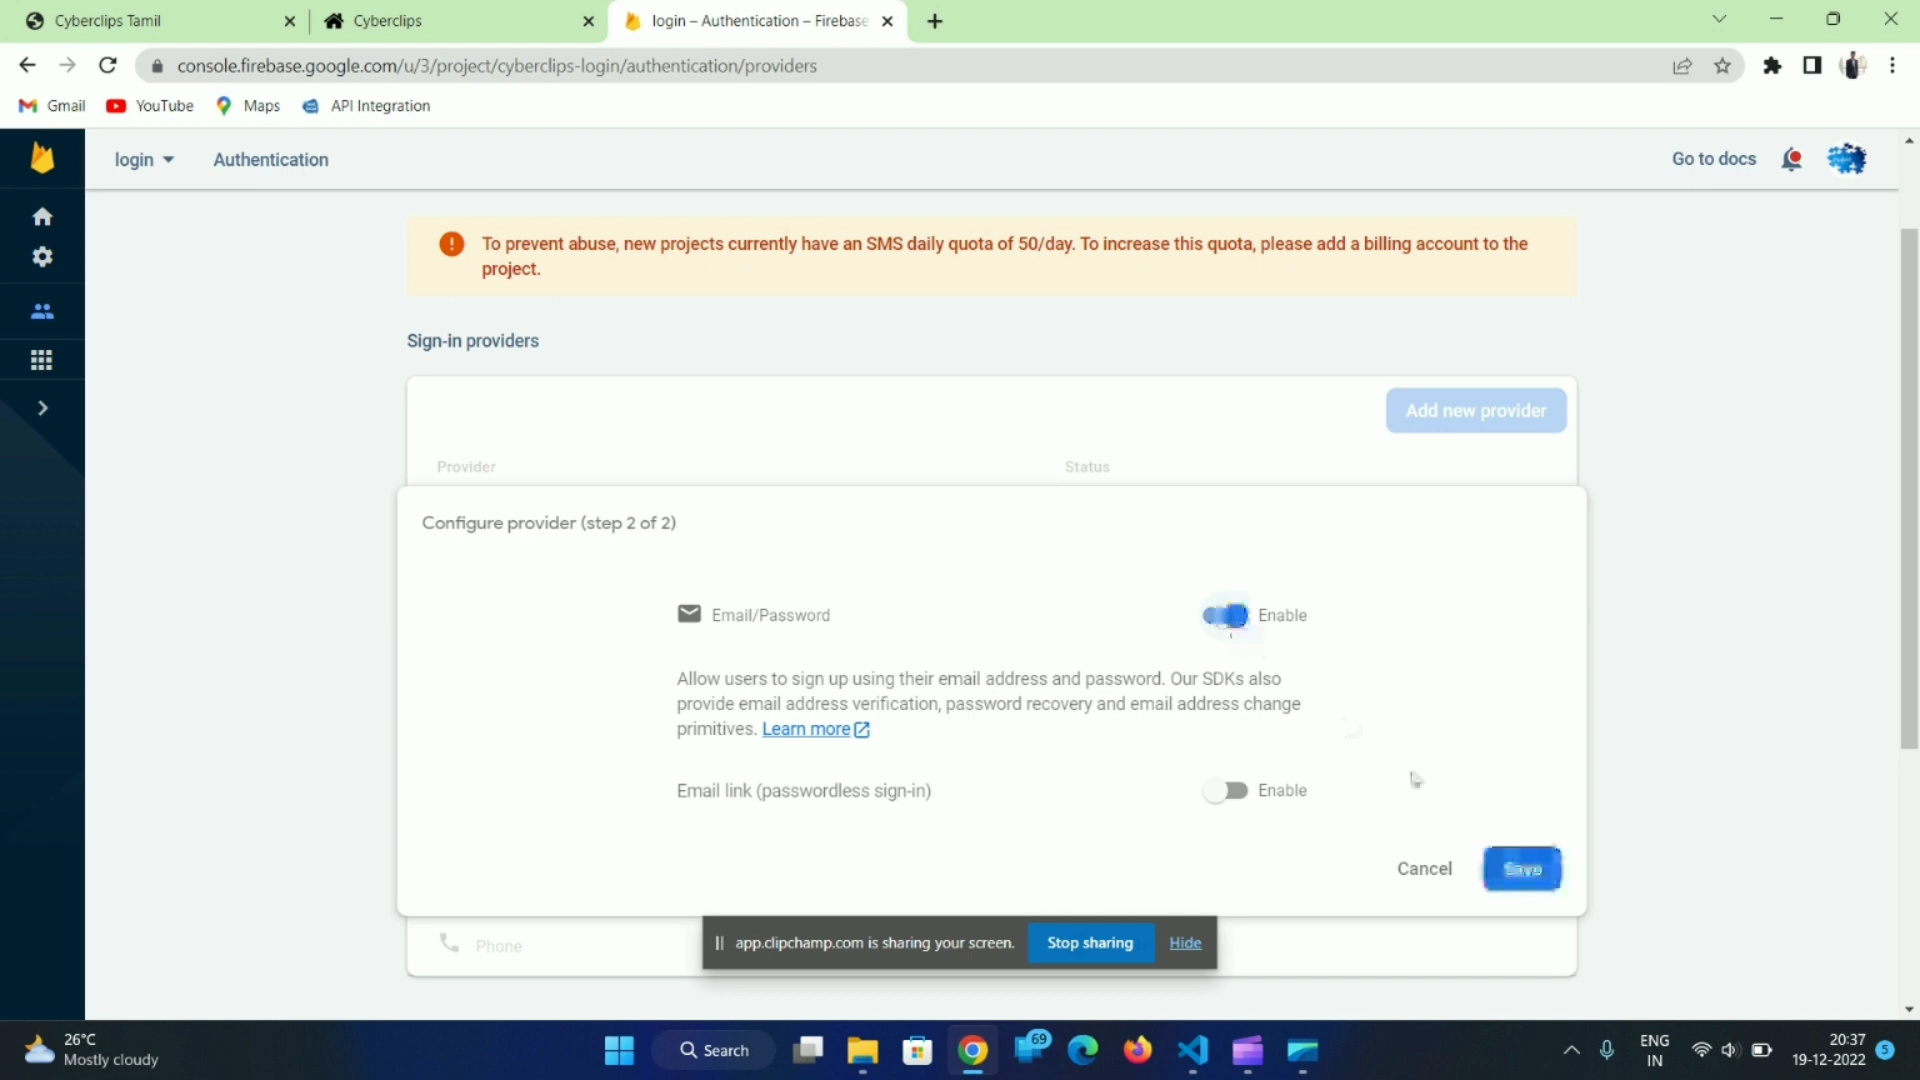 Cyberclips Tamil
Cyberclips
login – Authentication – Firebase
console.firebase.google.com/u/3/project/cyberclips-login/authentication/providers
Gmail
YouTube
Maps
API Integration
login
Authentication
Go to docs
To prevent abuse, new projects currently have an SMS daily quota of 50/day. To increase this quota, please add a billing account to the
project.
Sign-in providers
Add new provider
Provider
Status
Configure provider (step 2 of 2)
Email/Password
Enable
Allow users to sign up using their email address and password. Our SDKs also
provide email address verification, password recovery and email address change
primitives. Learn more
Email link (passwordless sign-in)
Enable
Cancel
Save
Phone
app.clipchamp.com is sharing your screen.
Stop sharing
Hide
26°C
Mostly cloudy
Search
69
ENG
IN
20:37
19-12-2022
5